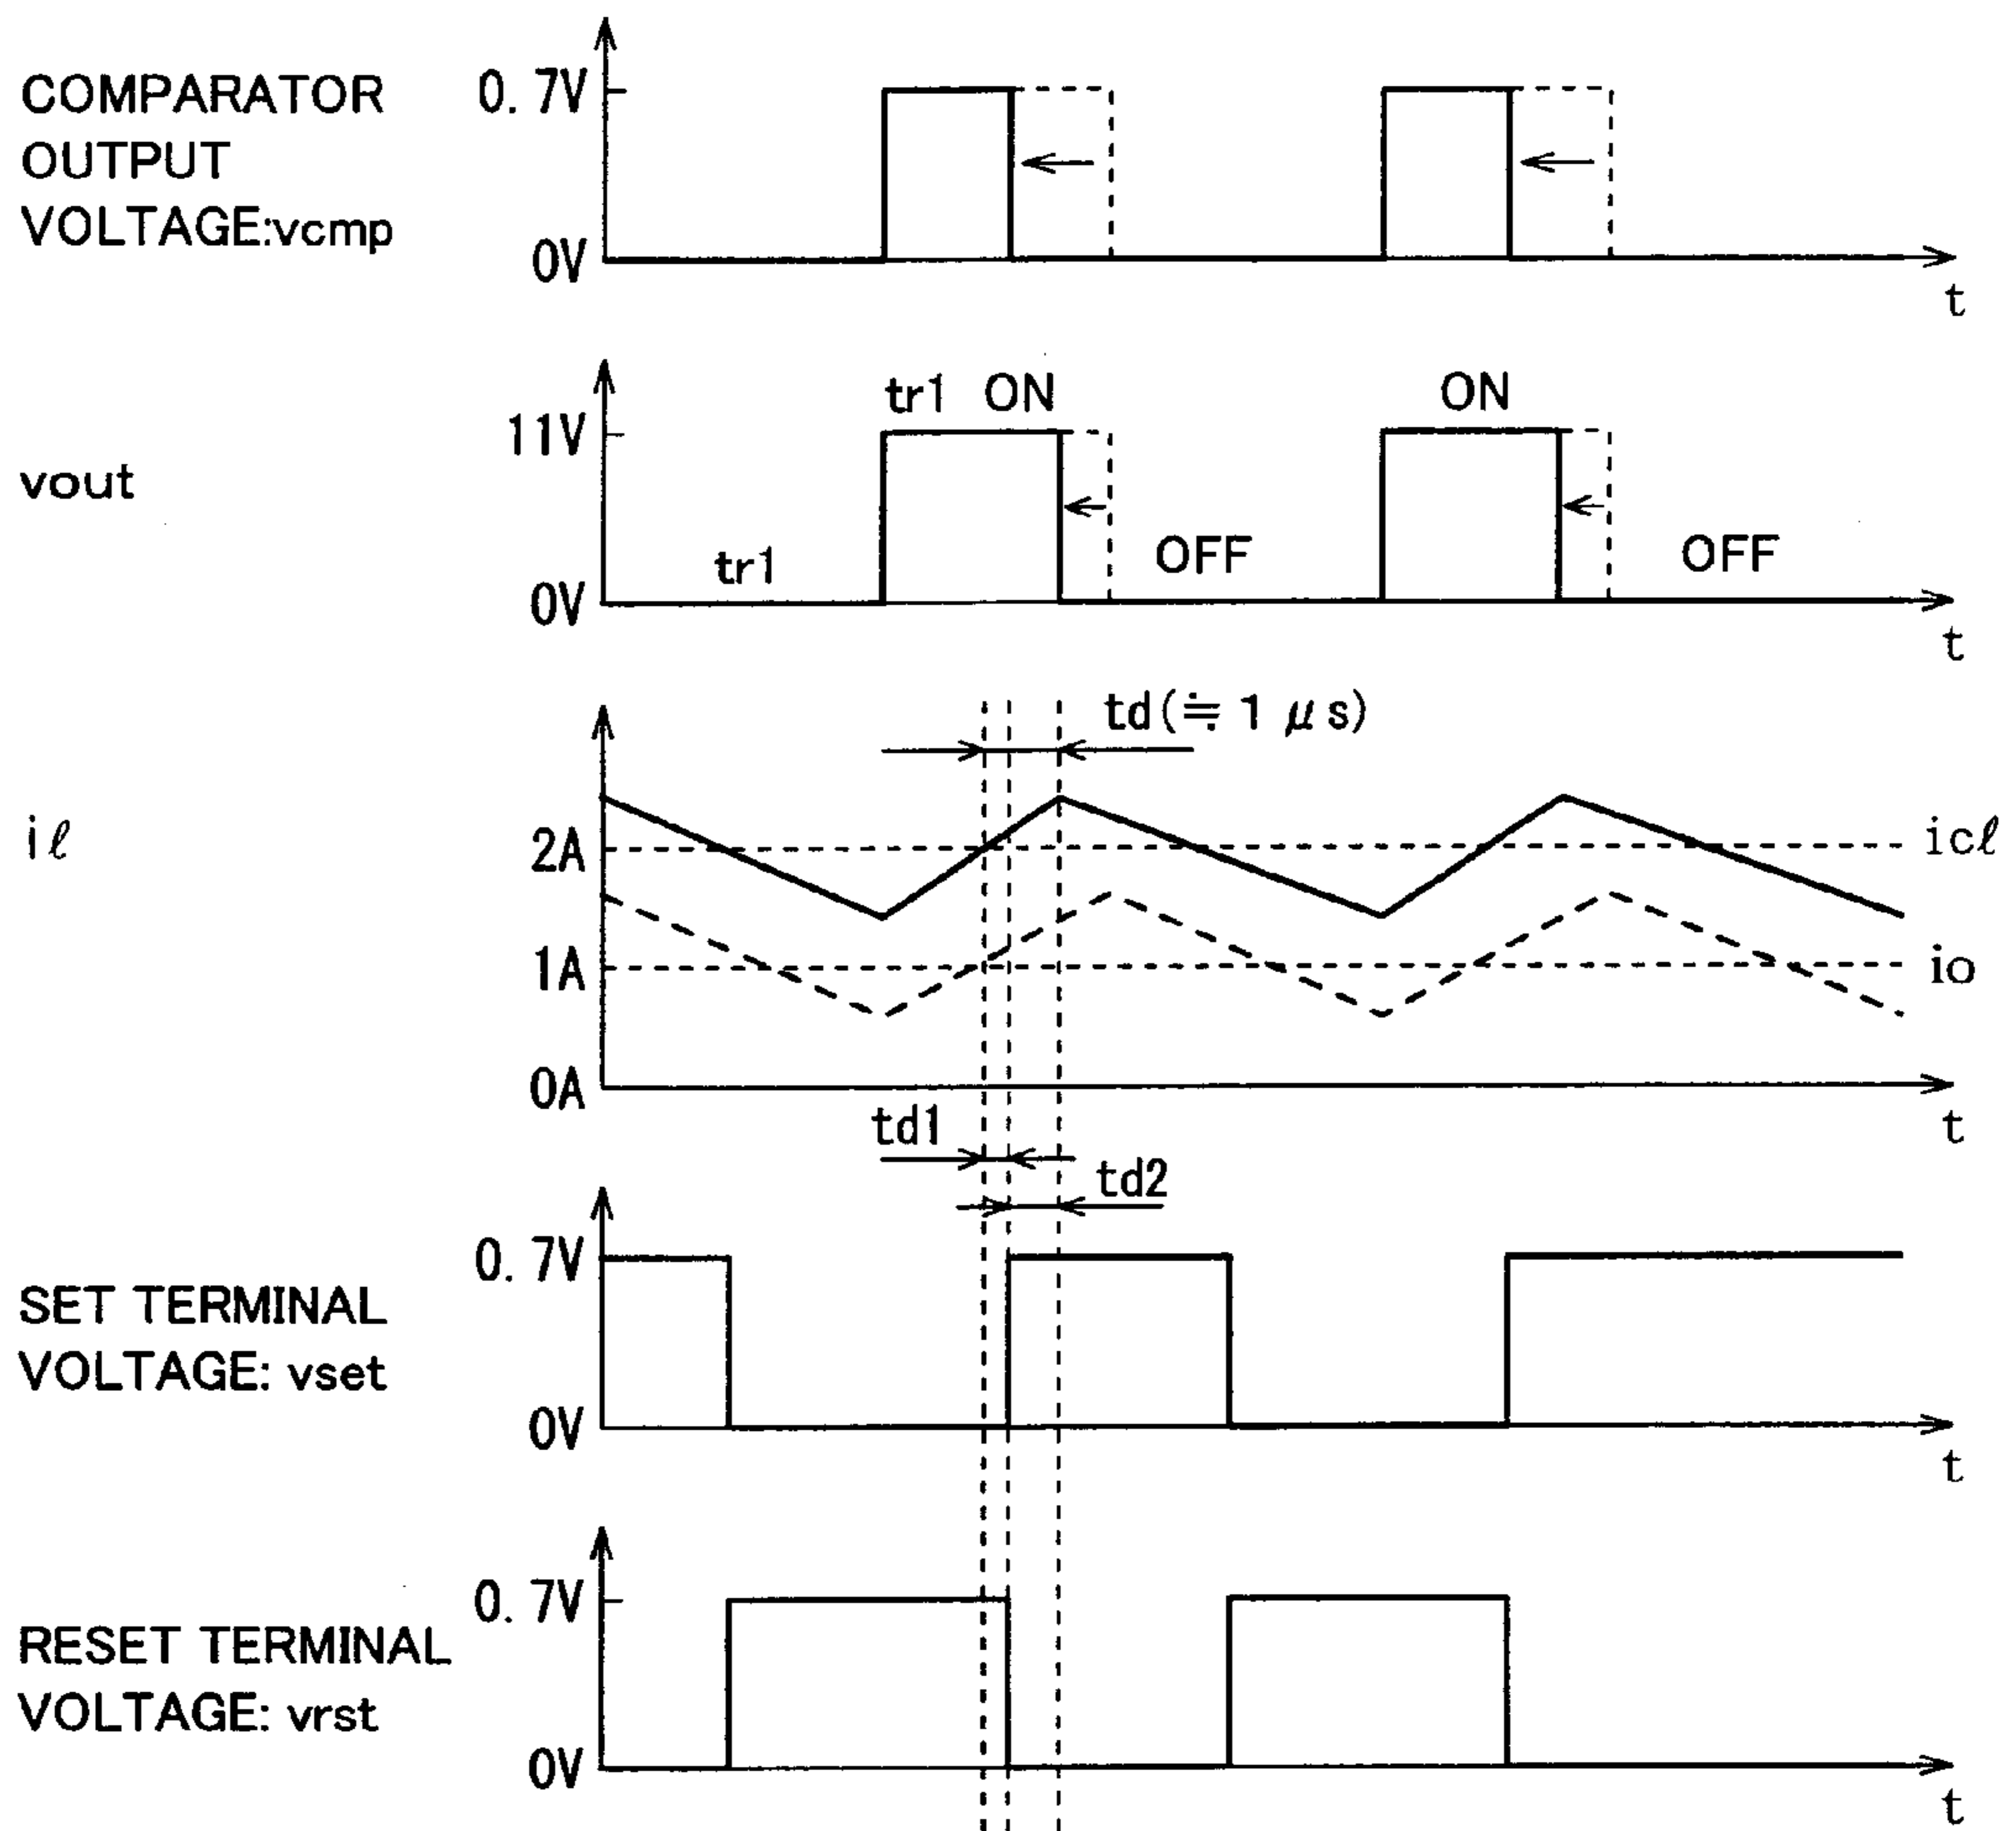 COMPARATOR
OUTPUT
VOLTAGE:vcmp
0.7V
0V
t
vout
11V
0V
tr1
tr1 ON
OFF
ON
OFF
t
iℓ
td(≒1μs)
2A
1A
0A
icℓ
io
t
td1
td2
SET TERMINAL
VOLTAGE: vset
0.7V
0V
t
RESET TERMINAL
VOLTAGE: vrst
0.7V
0V
t